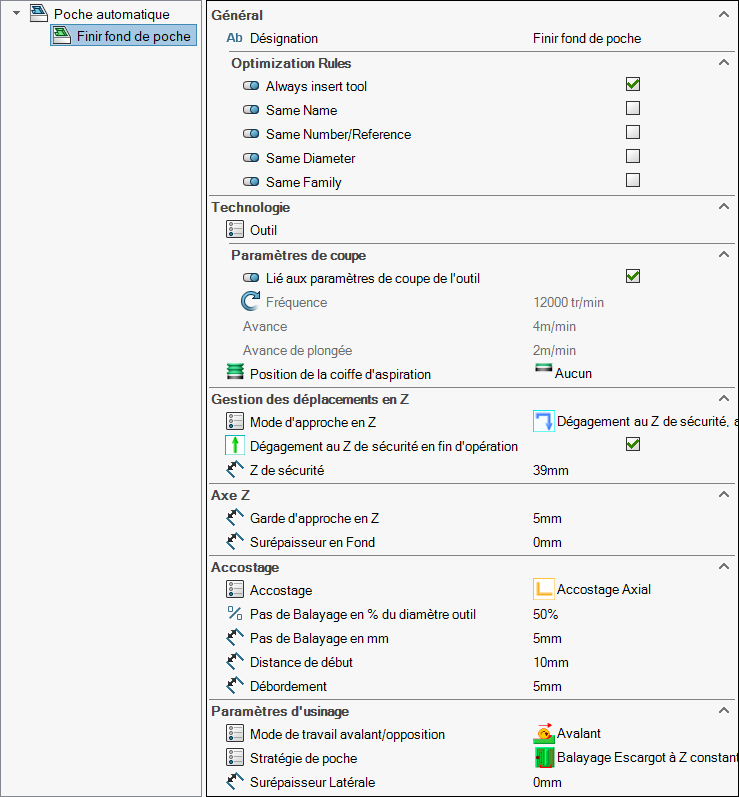 Poche automatique
Finir fond de poche
Général
Ab Désignation Finir fond de poche
Optimization Rules
Always insert tool
Same Name
Same Number/Reference
Same Diameter
Same Family
Technologie
Outil
Paramètres de coupe
Lié aux paramètres de coupe de l'outil
Fréquence 12000 tr/min
Avance 4m/min
Avance de plongée 2m/min
Position de la coiffe d'aspiration Aucun
Gestion des déplacements en Z
Mode d'approche en Z Dégagement au Z de sécurité, a
Dégagement au Z de sécurité en fin d'opération
Z de sécurité 39mm
Axe Z
Garde d'approche en Z 5mm
Surépaisseur en Fond 0mm
Accostage
Accostage Accostage Axial
% Pas de Balayage en % du diamètre outil 50%
Pas de Balayage en mm 5mm
Distance de début 10mm
Débordement 5mm
Paramètres d'usinage
Mode de travail avalant/opposition Avalant
Stratégie de poche Balayage Escargot à Z constant
Surépaisseur Latérale 0mm